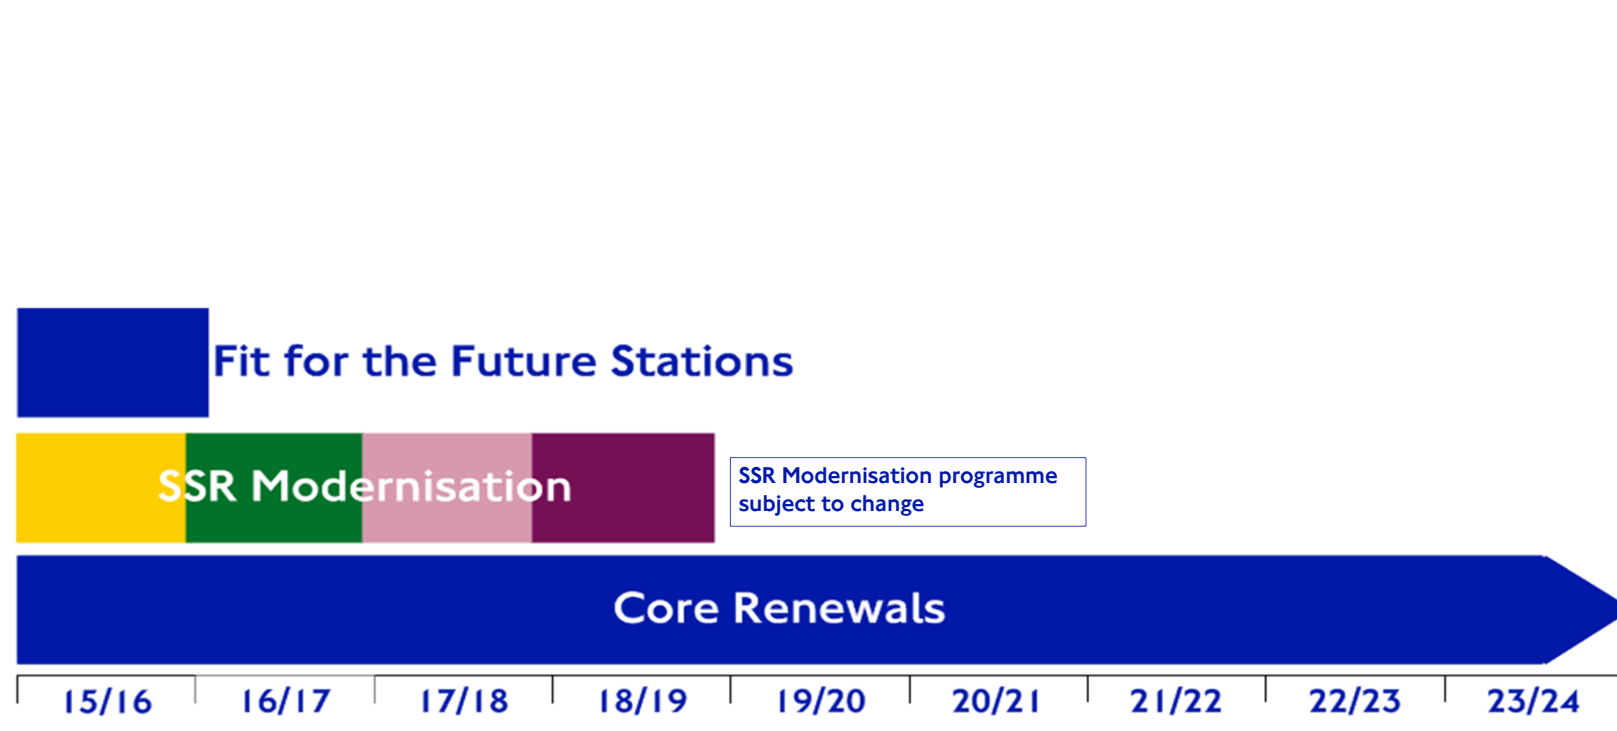 Fit for the Future Stations
SSR Modernisation
SSR Modernisation programme
subject to change
Core Renewals
15/16 16/17 17/18 18/19 19/20 20/21 21/22 22/23 23/24